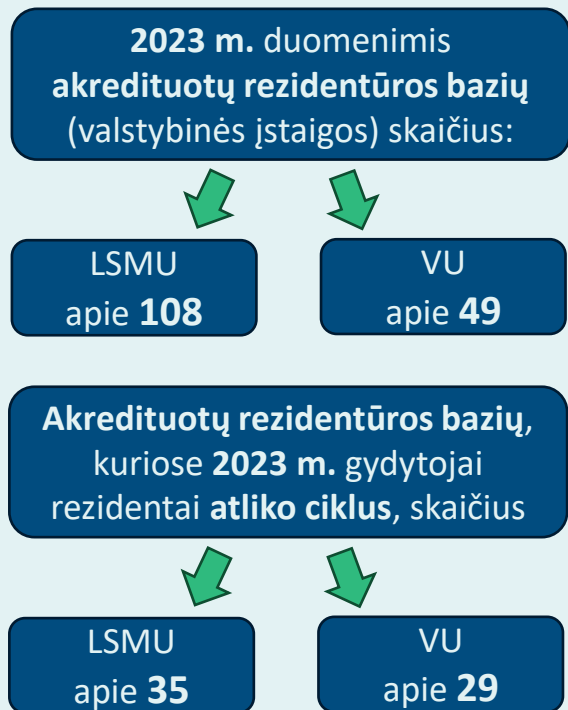 2023 m. duomenimis
akredituotų rezidentūros bazių
(valstybinės įstaigos) skaičius:
LSMU
apie 108
VU
apie 49
Akredituotų rezidentūros bazių,
kuriose 2023 m. gydytojai
rezidentai atliko ciklus, skaičius
LSMU
apie 35
VU
apie 29